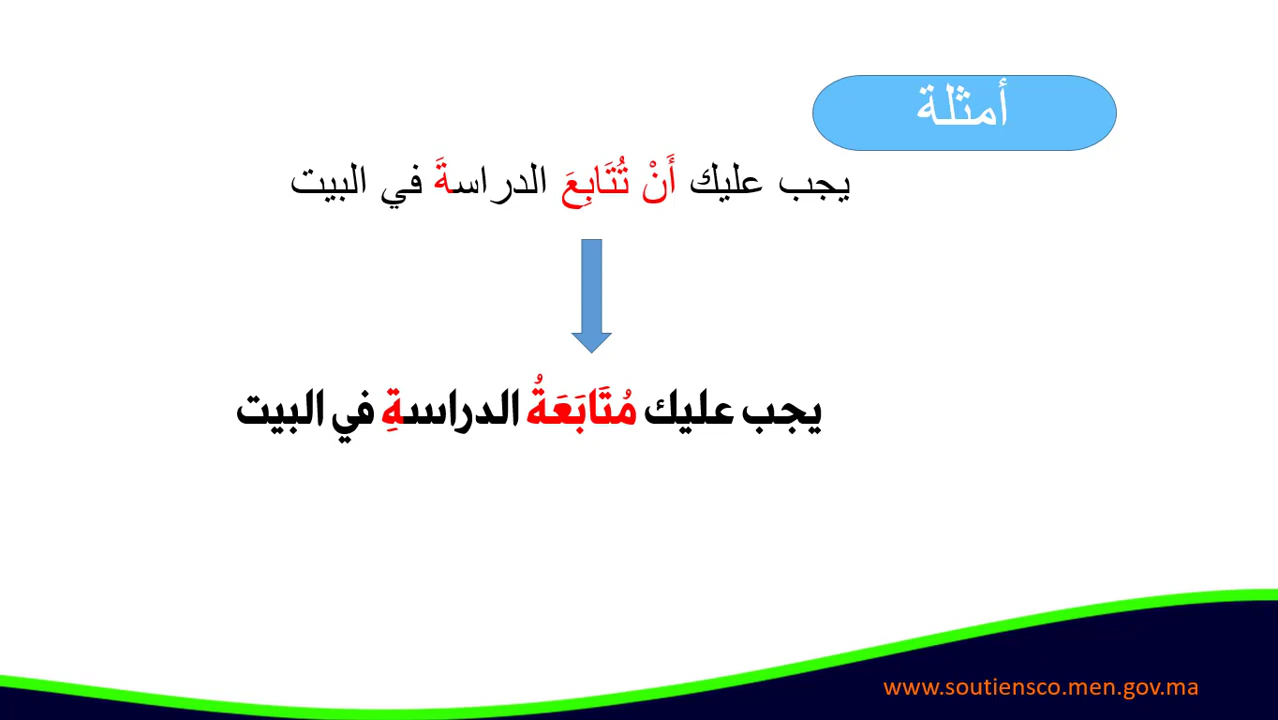 أمثلة
يجب عليك أَنْ تُتَابِعَ الدراسةَ في البيت
يجب عليك مُتَابَعَةُ الدراسةِ في البيت
www.soutiensco.men.gov.ma